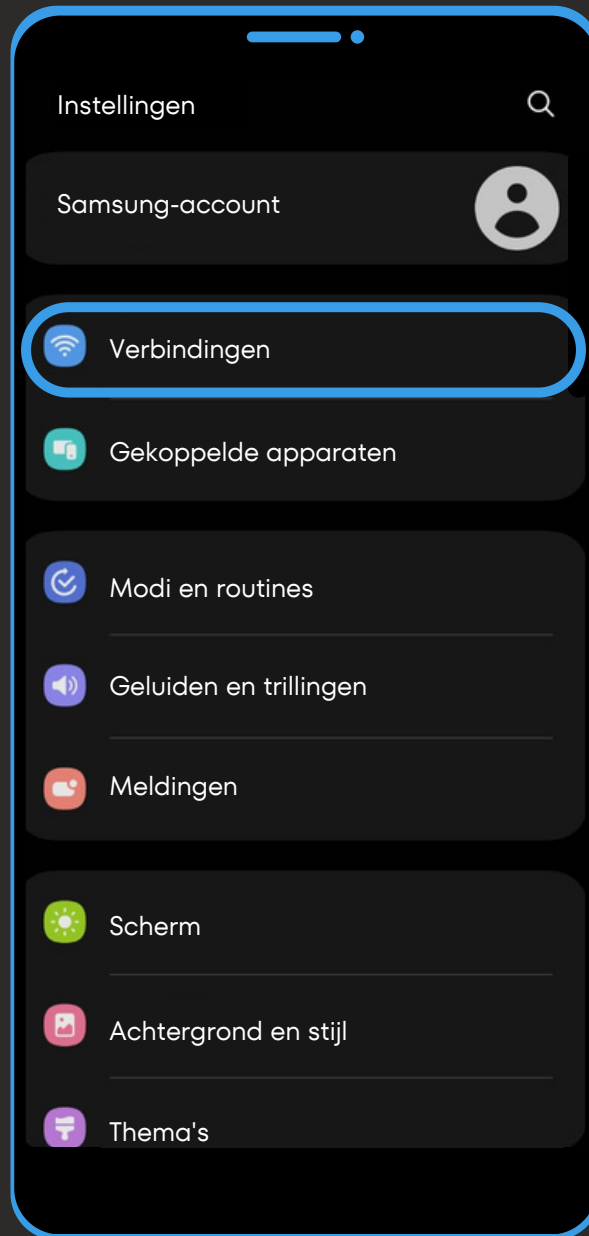 Instellingen
Samsung-account
Verbindingen
Gekoppelde apparaten
Modi en routines
Geluiden en trillingen
Meldingen
Scherm
Achtergrond en stijl
Thema's